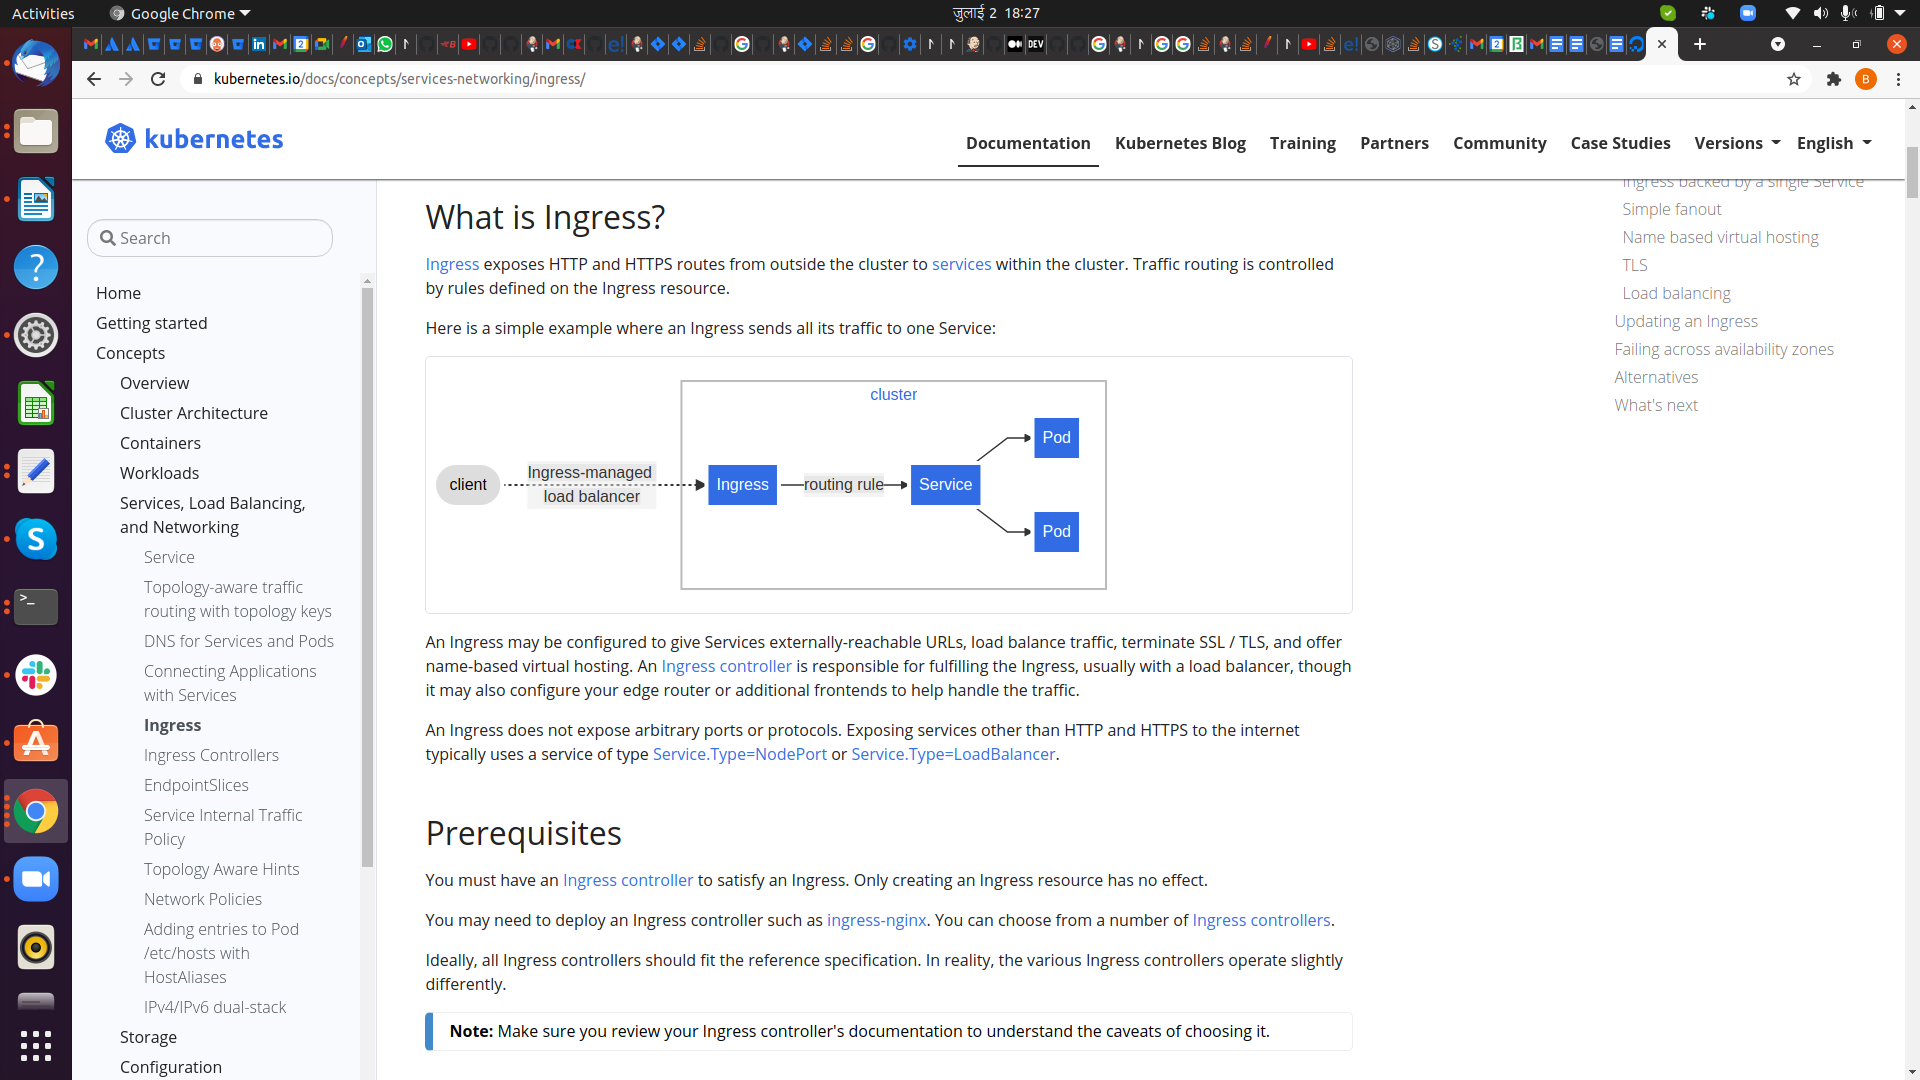 Activities
Google Chrome
जुलाई 2 18:27
kubernetes.io/docs/concepts/services-networking/ingress/
B
kubernetes
Documentation
Kubernetes Blog
Training
Partners
Community
Case Studies
Versions
English
Search
Home
Getting started
Concepts
Overview
Cluster Architecture
Containers
Workloads
Services, Load Balancing,
and Networking
Service
Topology-aware traffic
routing with topology keys
DNS for Services and Pods
Connecting Applications
with Services
Ingress
Ingress Controllers
EndpointSlices
Service Internal Traffic
Policy
Topology Aware Hints
Network Policies
Adding entries to Pod
/etc/hosts with
HostAliases
IPv4/IPv6 dual-stack
Storage
Configuration
What is Ingress?
Ingress exposes HTTP and HTTPS routes from outside the cluster to services within the cluster. Traffic routing is controlled
by rules defined on the Ingress resource.
Here is a simple example where an Ingress sends all its traffic to one Service:
cluster
client
Ingress-managed
load balancer
Ingress
routing rule
Service
Pod
Pod
An Ingress may be configured to give Services externally-reachable URLs, load balance traffic, terminate SSL / TLS, and offer
name-based virtual hosting. An Ingress controller is responsible for fulfilling the Ingress, usually with a load balancer, though
it may also configure your edge router or additional frontends to help handle the traffic.
An Ingress does not expose arbitrary ports or protocols. Exposing services other than HTTP and HTTPS to the internet
typically uses a service of type Service.Type=NodePort or Service.Type=LoadBalancer.
Prerequisites
You must have an Ingress controller to satisfy an Ingress. Only creating an Ingress resource has no effect.
You may need to deploy an Ingress controller such as ingress-nginx. You can choose from a number of Ingress controllers.
Ideally, all Ingress controllers should fit the reference specification. In reality, the various Ingress controllers operate slightly
differently.
Note: Make sure you review your Ingress controller's documentation to understand the caveats of choosing it.
Ingress backed by a single Service
Simple fanout
Name based virtual hosting
TLS
Load balancing
Updating an Ingress
Failing across availability zones
Alternatives
What's next